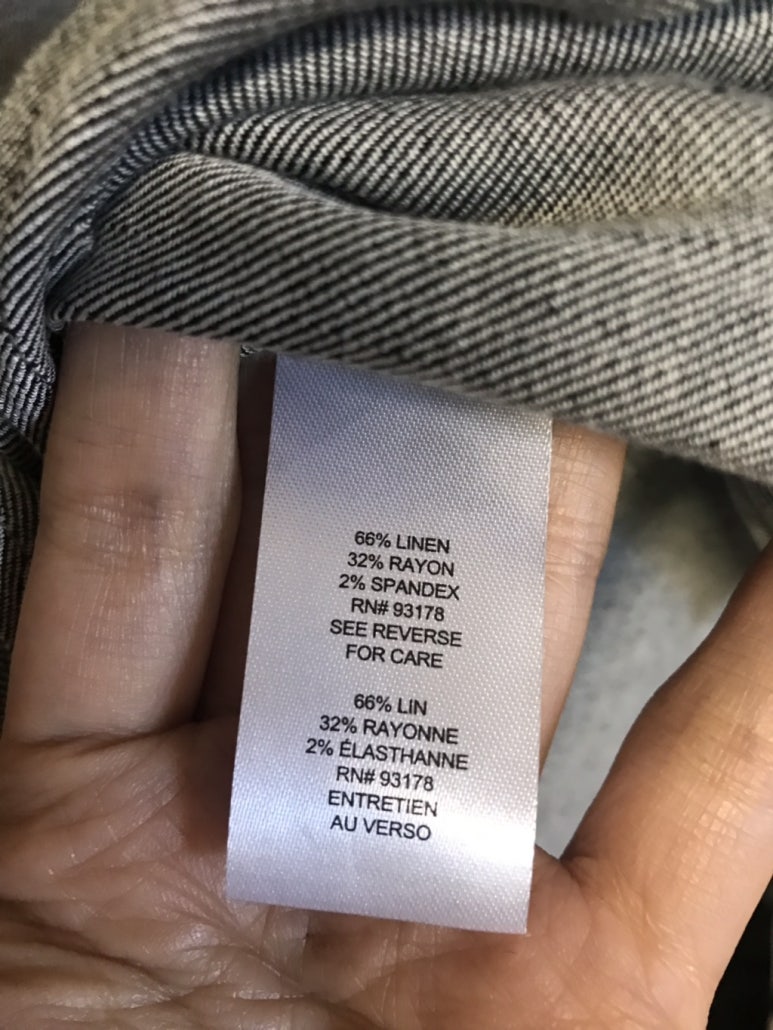 66% LINEN
32% RAYON
2% SPANDEX
RN# 93178
SEE REVERSE
FOR CARE
66% LIN
32% RAYONNE
2% ÉLASTHANNE
RN# 93178
ENTRETIEN
AU VERSO